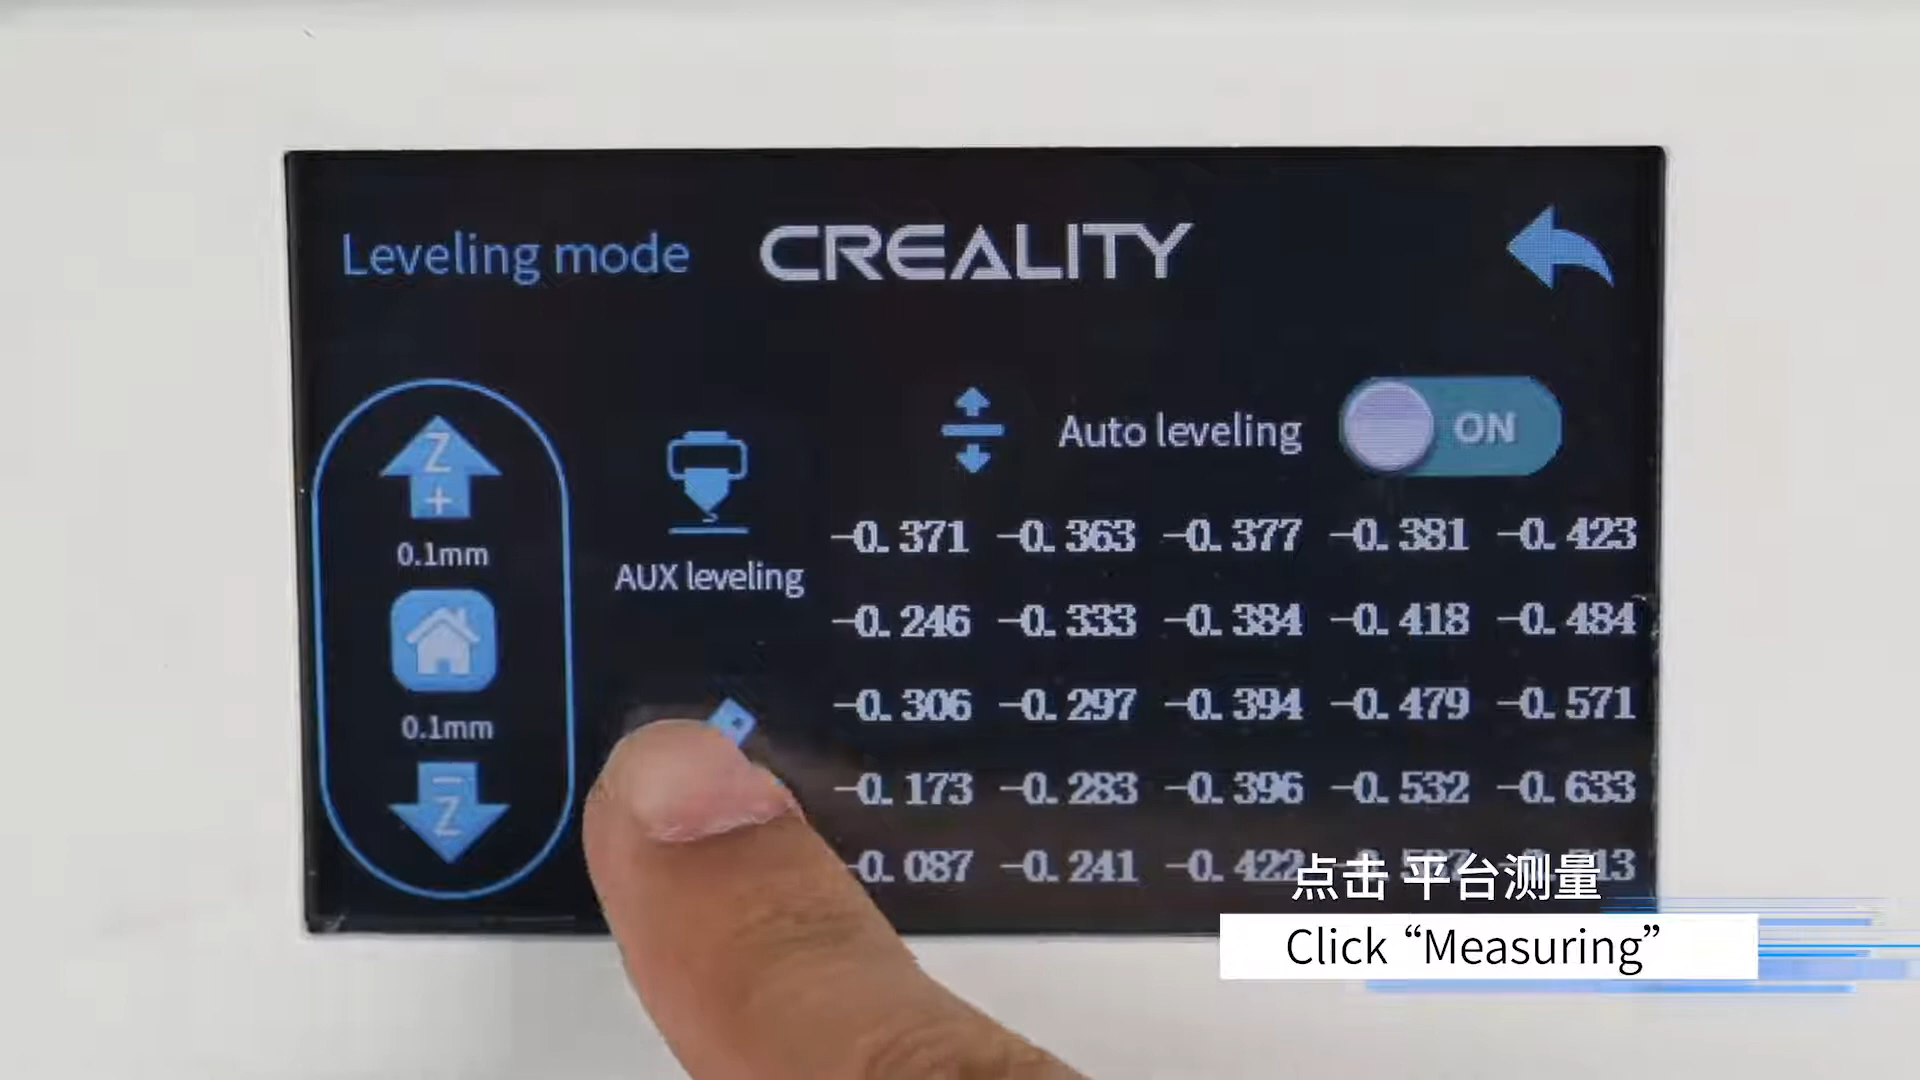 Leveling mode
CREALITY
Z
+
0.1mm
0.1mm
Z
AUX leveling
Auto leveling
ON
-0.371 -0.363 -0.377 -0.381 -0.423
-0.246 -0.333 -0.384 -0.418 -0.484
-0.306 -0.297 -0.394 -0.479 -0.571
-0.173 -0.283 -0.396 -0.532 -0.633
-0.087 -0.241 -0.422
点击 平台测量
Click “Measuring”